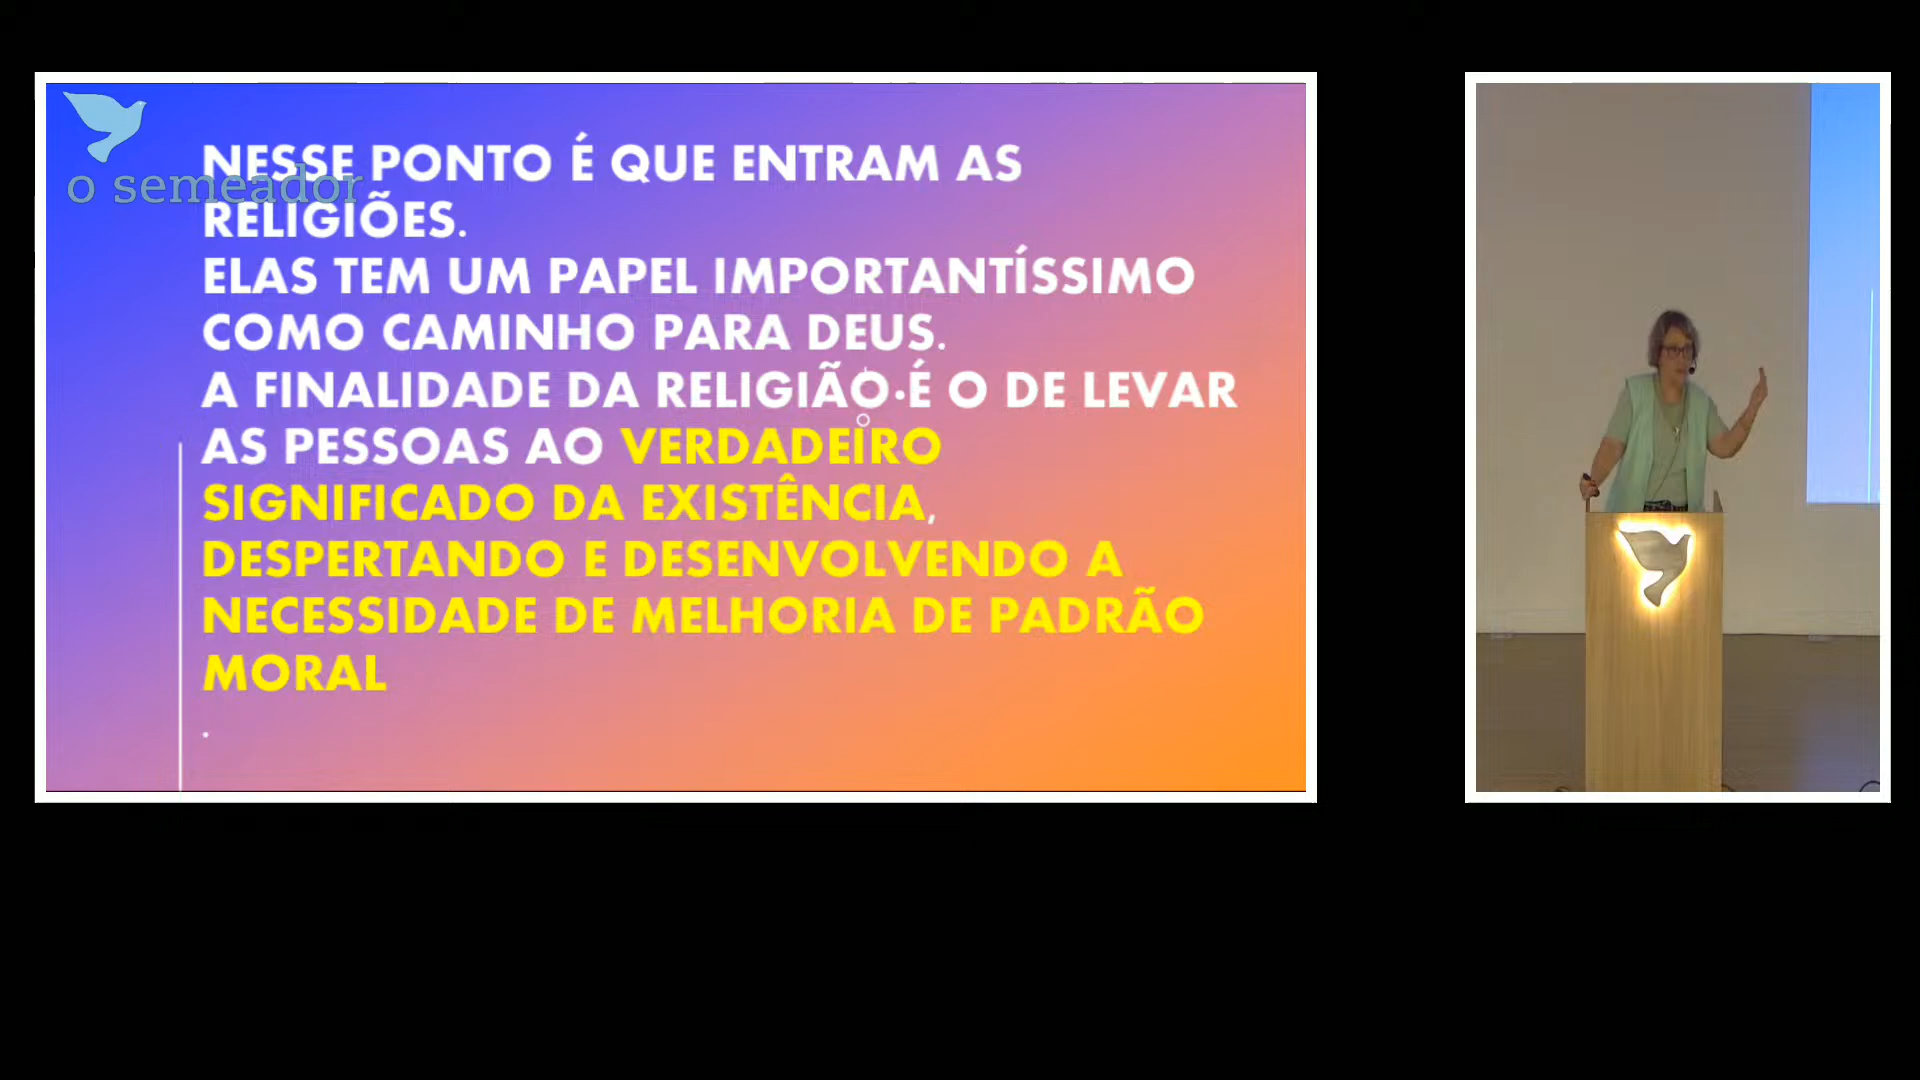 o semeador
NESSE PONTO É QUE ENTRAM AS
RELIGIÕES.
ELAS TEM UM PAPEL IMPORTANTÍSSIMO
COMO CAMINHO PARA DEUS.
A FINALIDADE DA RELIGIÃO É O DE LEVAR
AS PESSOAS AO VERDADEIRO
SIGNIFICADO DA EXISTÊNCIA,
DESPERTANDO E DESENVOLVENDO A
NECESSIDADE DE MELHORIA DE PADRÃO
MORAL
.